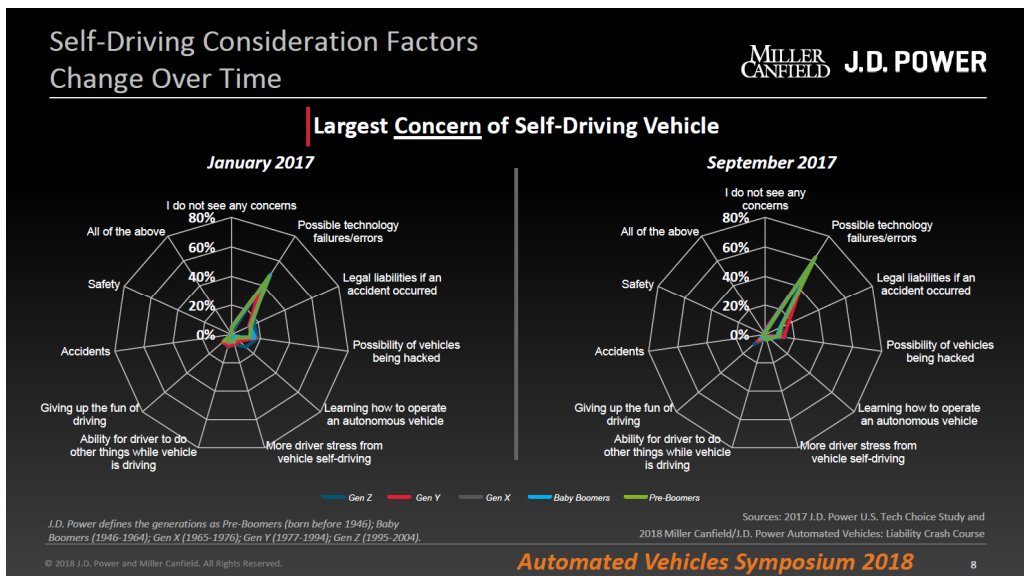 Self-Driving Consideration Factors
Change Over Time
MILLER
CANFIELD
J.D. POWER
Largest Concern of Self-Driving Vehicle
January 2017
I do not see any concerns
80%
60%
40%
20%
0%
Possible technology
failures/errors
Legal liabilities if an
accident occurred
Possibility of vehicles
being hacked
Learning how to operate
an autonomous vehicle
More driver stress from
vehicle self-driving
Ability for driver to do
other things while vehicle
is driving
Giving up the fun of
driving
Accidents
Safety
All of the above
September 2017
I do not see any
concerns
80%
60%
40%
20%
0%
Possible technology
failures/errors
Legal liabilities if an
accident occurred
Possibility of vehicles
being hacked
Learning how to operate
an autonomous vehicle
More driver stress from
vehicle self-driving
Ability for driver to do
other things while vehicle
is driving
Giving up the fun of
driving
Accidents
Safety
All of the above
Gen Z
Gen Y
Gen X
Baby Boomers
Pre-Boomers
J.D. Power defines the generations as Pre-Boomers (born before 1946); Baby
Boomers (1946-1964); Gen X (1965-1976); Gen Y (1977-1994); Gen Z (1995-2004).
Sources: 2017 J.D. Power U.S. Tech Choice Study and
2018 Miller Canfield/J.D. Power Automated Vehicles: Liability Crash Course
© 2018 J.D. Power and Miller Canfield. All Rights Reserved.
Automated Vehicles Symposium 2018
8